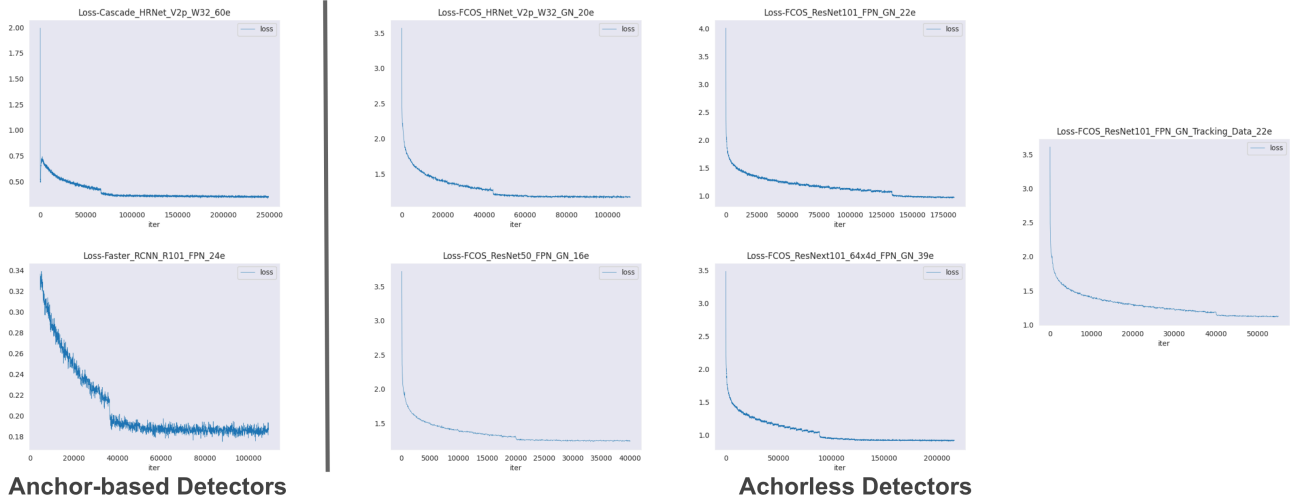 Loss-Cascade_HRNet_V2p_W32_60e
loss
2.00
1.75
1.50
1.25
1.00
0.75
0.50
0 50000 100000 150000 200000 250000
iter
Loss-Faster_RCNN_R101_FPN_24e
loss
0.34
0.32
0.30
0.28
0.26
0.24
0.22
0.20
0.18
0 20000 40000 60000 80000 100000
iter
Anchor-based Detectors
Loss-FCOS_HRNet_V2p_W32_GN_20e
loss
3.5
3.0
2.5
2.0
1.5
0 20000 40000 60000 80000 100000
iter
Loss-FCOS_ResNet50_FPN_GN_16e
loss
3.5
3.0
2.5
2.0
1.5
0 5000 10000 15000 20000 25000 30000 35000 40000
iter
Loss-FCOS_ResNet101_FPN_GN_22e
loss
4.0
3.5
3.0
2.5
2.0
1.5
1.0
0 25000 50000 75000 100000 125000 150000 175000
iter
Loss-FCOS_ResNext101_64x4d_FPN_GN_39e
loss
3.5
3.0
2.5
2.0
1.5
1.0
0 50000 100000 150000 200000
iter
Loss-FCOS_ResNet101_FPN_GN_Tracking_Data_22e
loss
3.5
3.0
2.5
2.0
1.5
1.0
0 10000 20000 30000 40000 50000
iter
Achorless Detectors